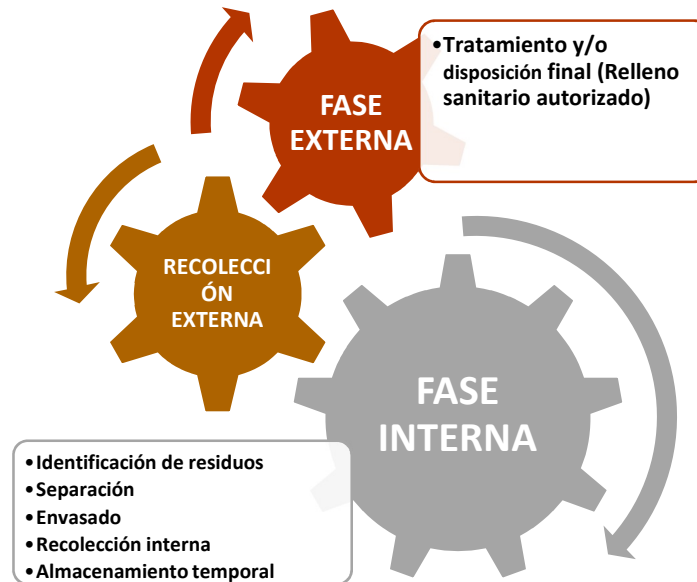 FASE
EXTERNA
•Tratamiento y/o
disposición final (Relleno
sanitario autorizado)
RECOLECCI
ÓN
EXTERNA
FASE
INTERNA
•Identificación de residuos
•Separación
•Envasado
•Recolección interna
•Almacenamiento temporal